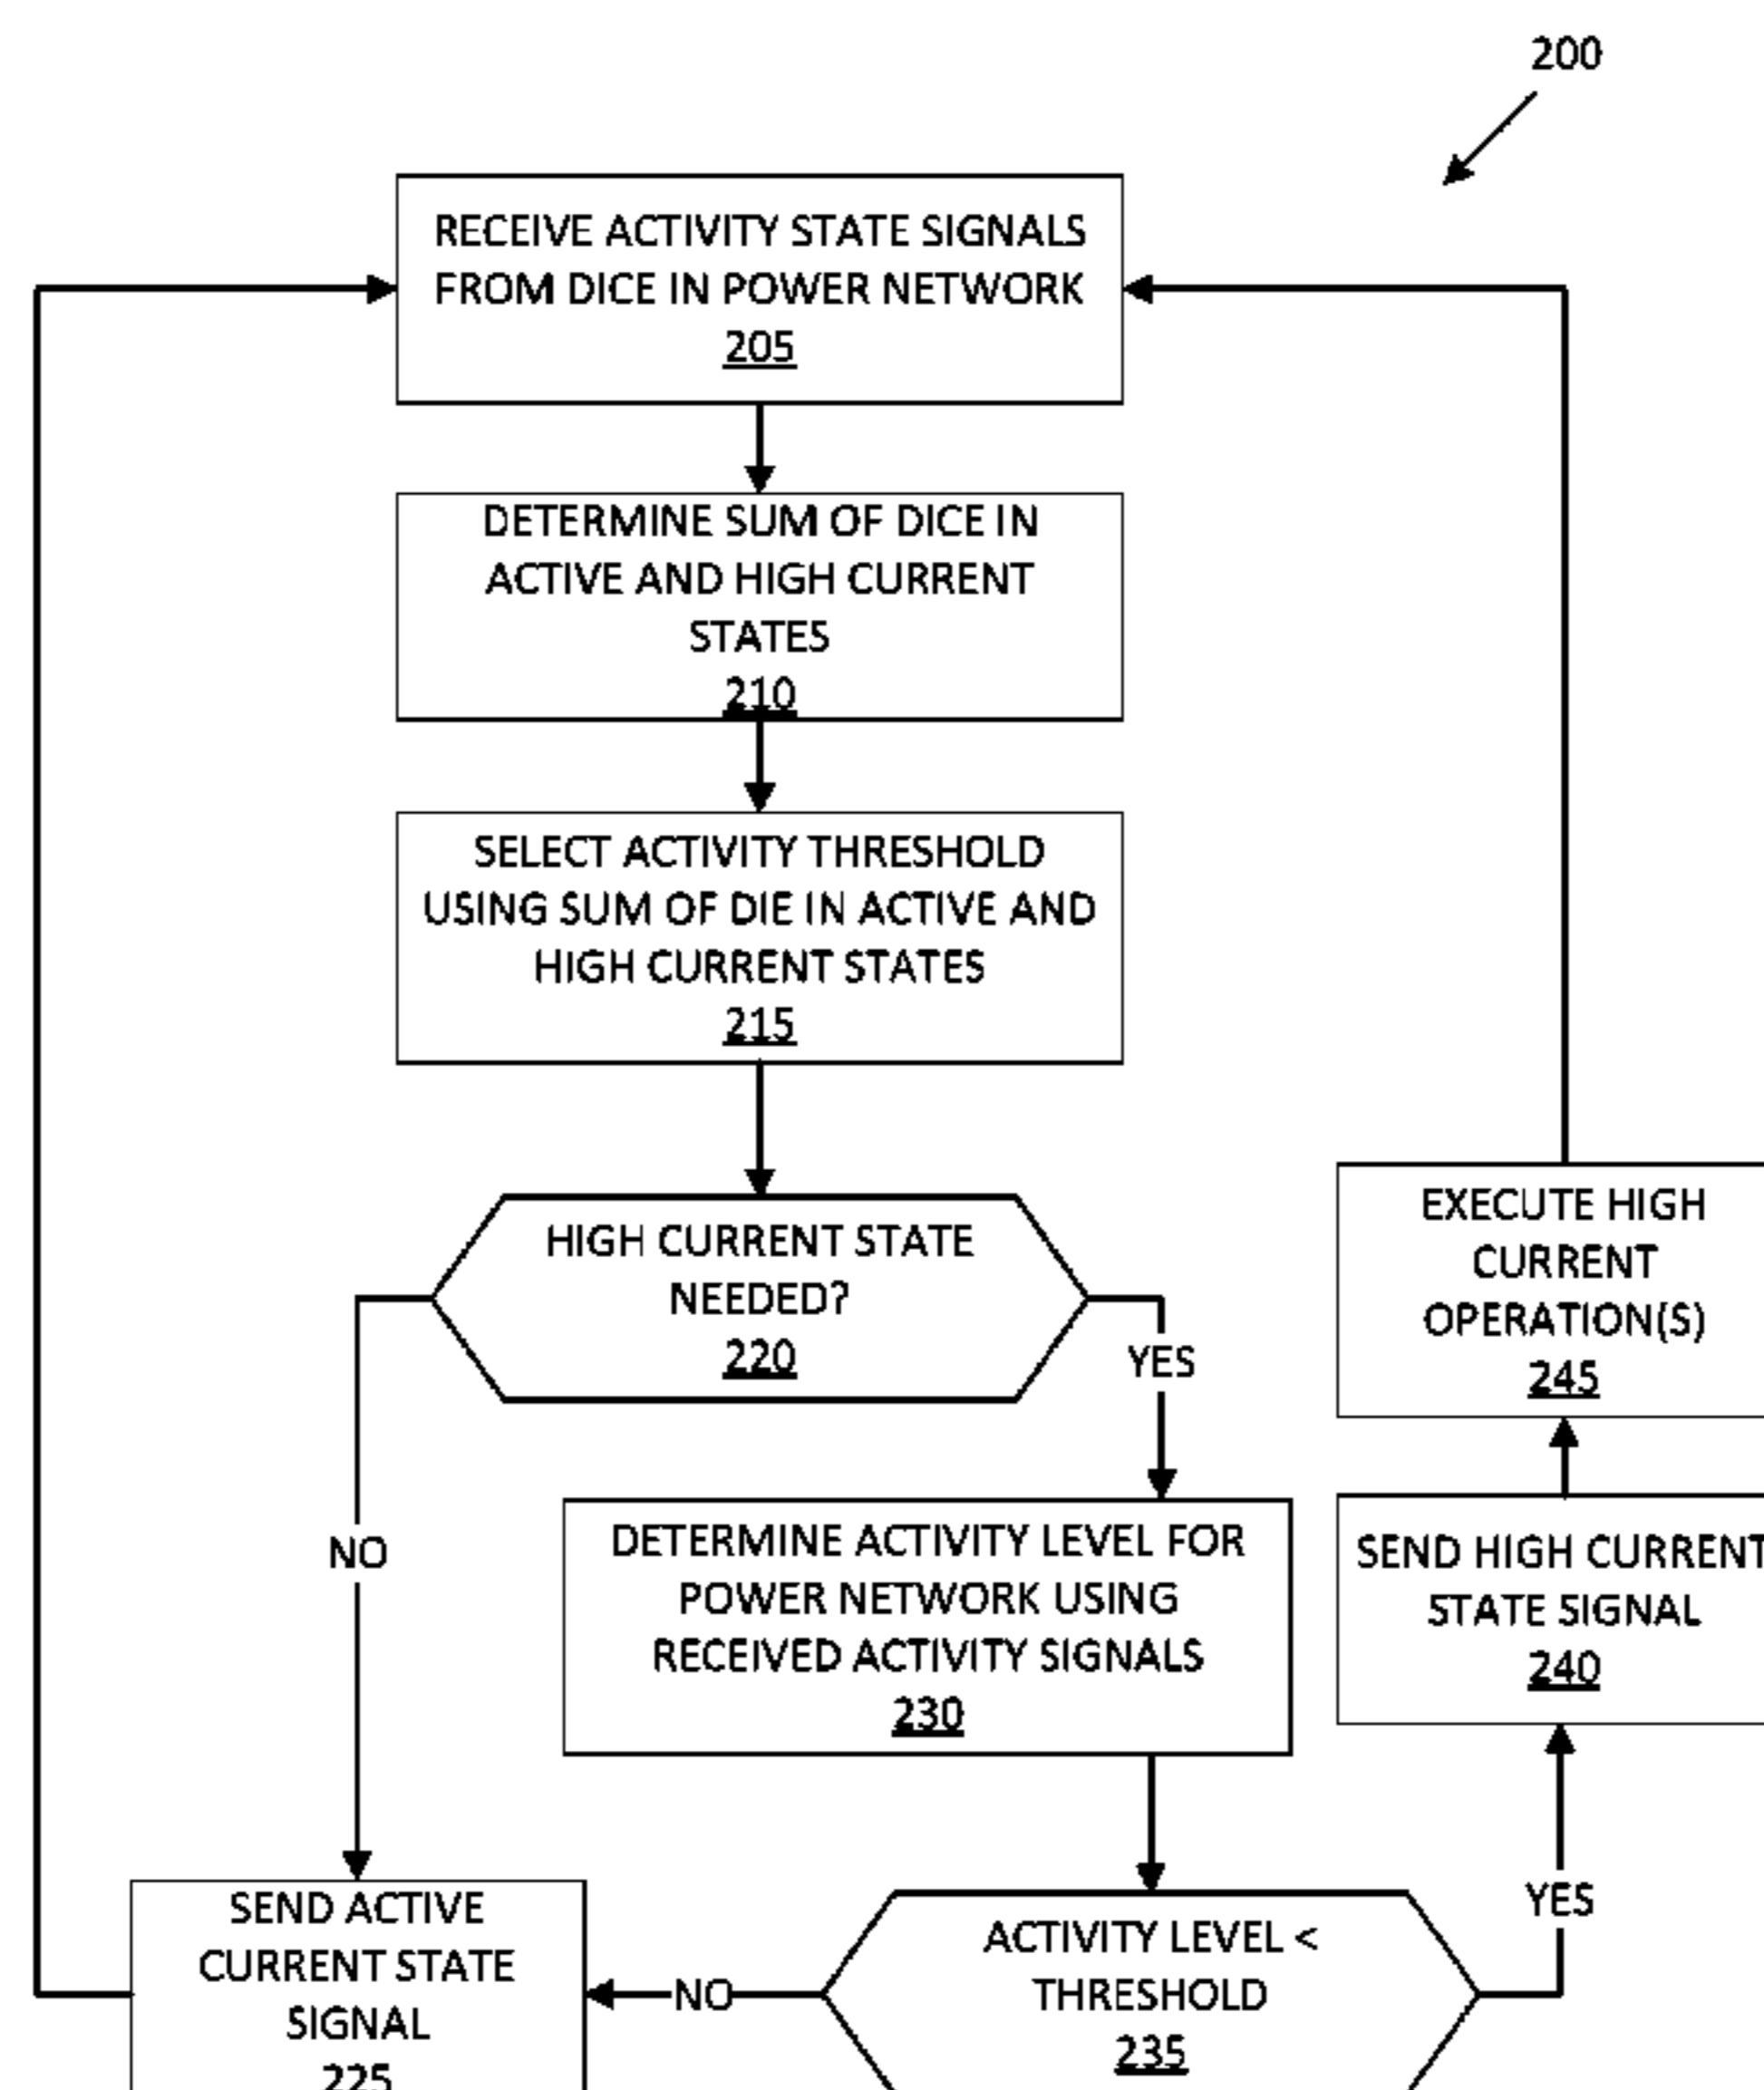 200
RECEIVE ACTIVITY STATE SIGNALS
FROM DICE IN POWER NETWORK
205
DETERMINE SUM OF DICE IN
ACTIVE AND HIGH CURRENT
STATES
210
SELECT ACTIVITY THRESHOLD
USING SUM OF DIE IN ACTIVE AND
HIGH CURRENT STATES
215
HIGH CURRENT STATE
NEEDED?
220
YES
NO
DETERMINE ACTIVITY LEVEL FOR
POWER NETWORK USING
RECEIVED ACTIVITY SIGNALS
230
ACTIVITY LEVEL <
THRESHOLD
235
NO
YES
SEND ACTIVE
CURRENT STATE
SIGNAL
225
SEND HIGH CURRENT
STATE SIGNAL
240
EXECUTE HIGH
CURRENT
OPERATION(S)
245